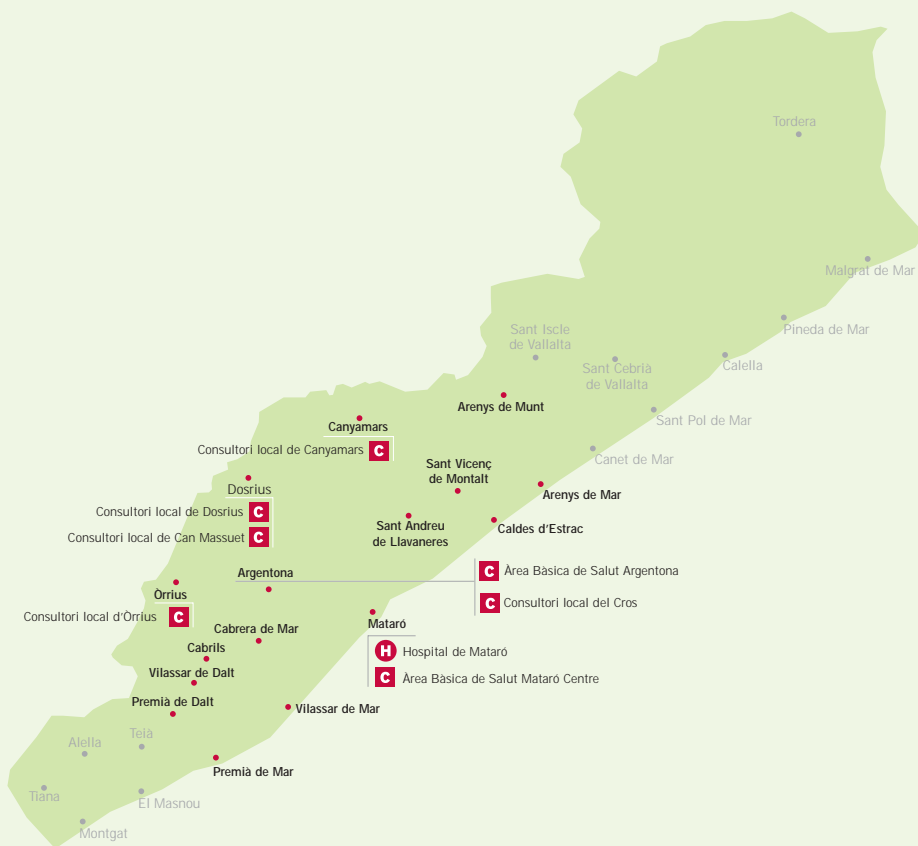 Tordera
Malgrat de Mar
Pineda de Mar
Sant Iscle
de Vallalta
Calella
Sant Cebrià
de Vallalta
Arenys de Munt
Sant Pol de Mar
Canyamars
Consultori local de Canyamars
C
Canet de Mar
Sant Vicenç
de Montalt
Dosrius
Arenys de Mar
Consultori local de Dosrius
C
Consultori local de Can Massuet
C
Sant Andreu
de Llavaneres
Caldes d'Estrac
Argentona
C
Àrea Bàsica de Salut Argentona
C
Consultori local del Cros
Òrrius
Consultori local d'Òrrius
C
Mataró
H
Hospital de Mataró
C
Àrea Bàsica de Salut Mataró Centre
Cabrera de Mar
Cabrils
Vilassar de Dalt
Premià de Dalt
Vilassar de Mar
Teià
Alella
Premià de Mar
Tiana
El Masnou
Montgat